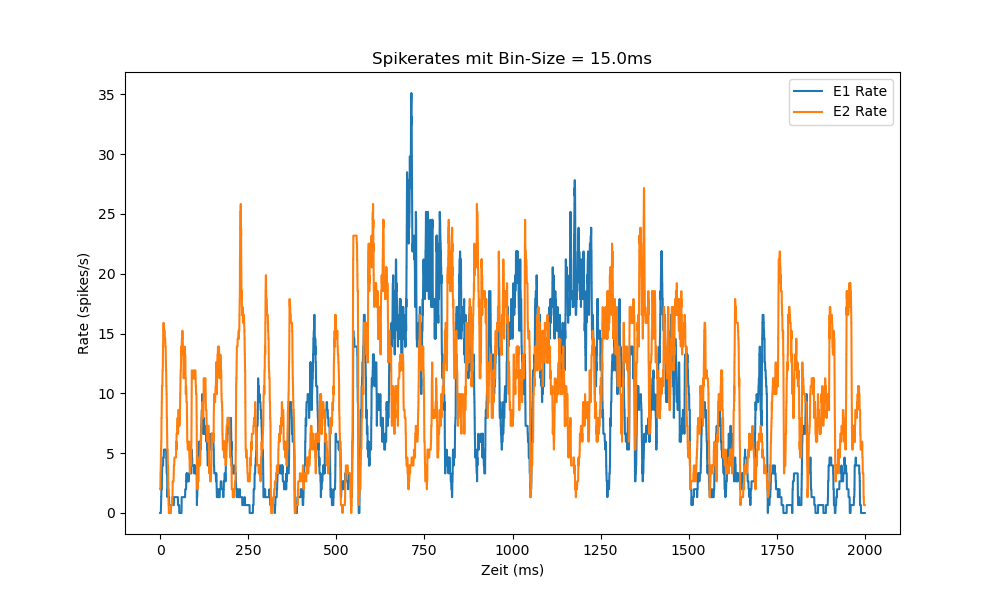 Spikerates mit Bin-Size = 15.0ms
E1 Rate
E2 Rate
Rate (spikes/s)
35
30
25
20
15
10
5
0
0 250 500 750 1000 1250 1500 1750 2000
Zeit (ms)